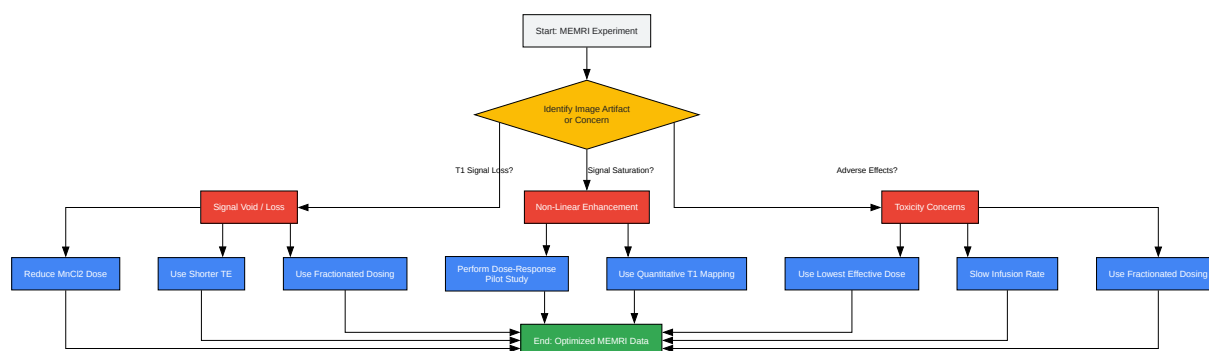 Start: MEMRI Experiment
Identify Image Artifact
or Concern
T1 Signal Loss?
Signal Saturation?
Adverse Effects?
Signal Void / Loss
Non-Linear Enhancement
Toxicity Concerns
Reduce MnCl2 Dose
Use Shorter TE
Use Fractionated Dosing
Perform Dose-Response
Pilot Study
Use Quantitative T1 Mapping
Use Lowest Effective Dose
Slow Infusion Rate
Use Fractionated Dosing
End: Optimized MEMRI Data